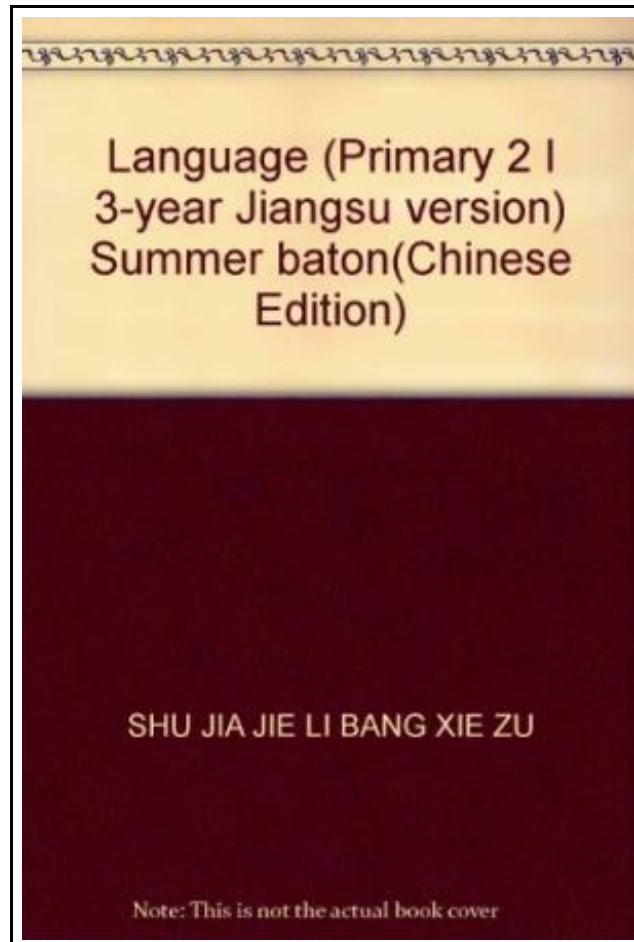 Language (Primary 2 I
3-year Jiangsu version)
Summer baton(Chinese
Edition)
SHU JIA JIE LI BANG XIE ZU
Note: This is not the actual book cover